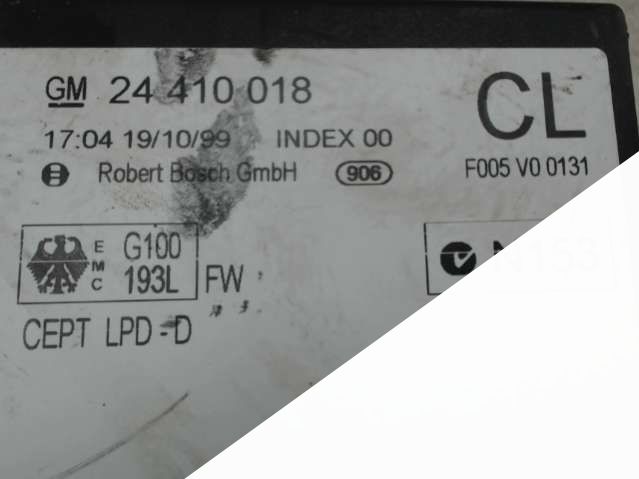 GM 24 410 018 CL
17:04 19/10/99 INDEX 00
Robert Bosch GmbH 906 F005 V0 0131
EMC G100
193L FW
CEPT LPD-D